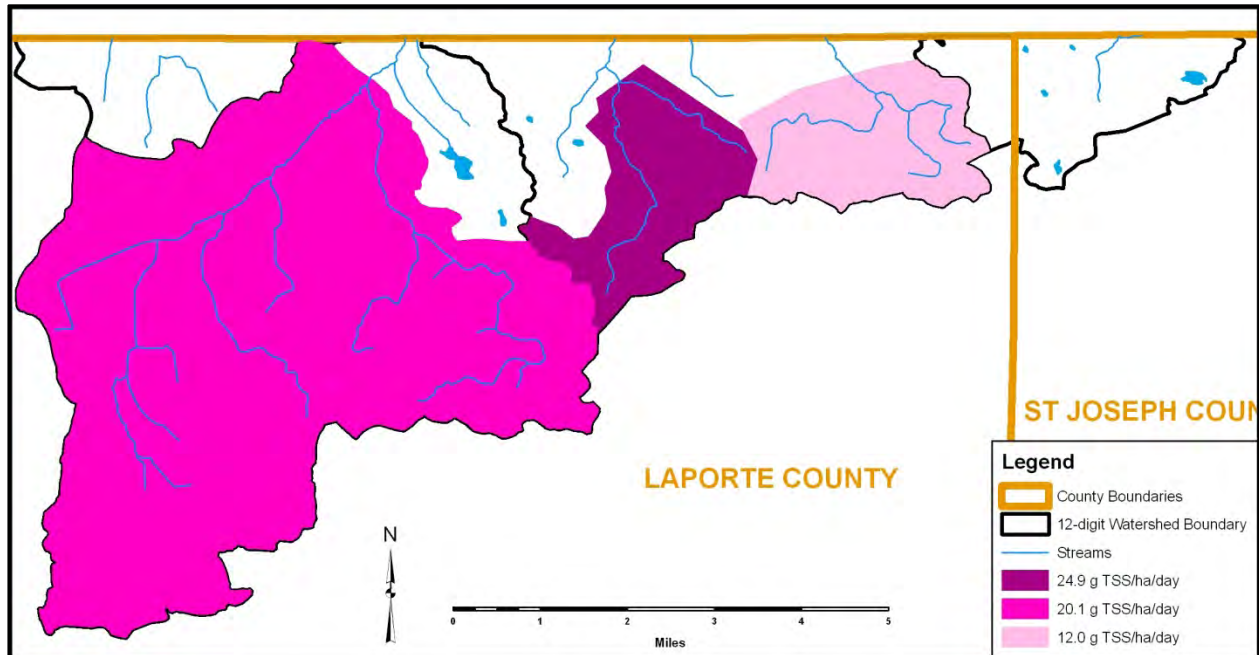 ST JOSEPH COUN
LAPORTE COUNTY
Legend
County Boundaries
12-digit Watershed Boundary
Streams
24.9 g TSS/ha/day
20.1 g TSS/ha/day
12.0 g TSS/ha/day
N
0 1 2 3 4 5
Miles